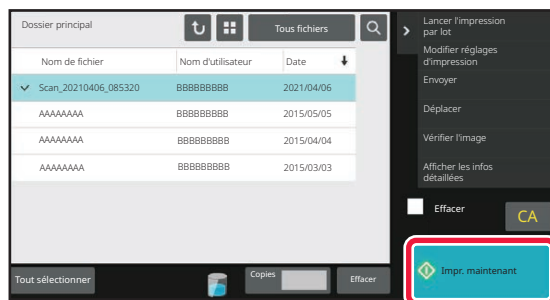 Dossier principal
Tous fichiers
Nom de fichier
Nom d'utilisateur
Date
Scan_20210406_085320
BBBBBBBBB
2021/04/06
AAAAAAAA
BBBBBBBBB
2015/05/05
AAAAAAAA
BBBBBBBBB
2015/04/04
AAAAAAAA
BBBBBBBBB
2015/03/03
Tout sélectionner
Copies
Effacer
Lancer l'impression
par lot
Modifier réglages
d'impression
Envoyer
Déplacer
Vérifier l'image
Afficher les infos
détaillées
Effacer
CA
Impr. maintenant